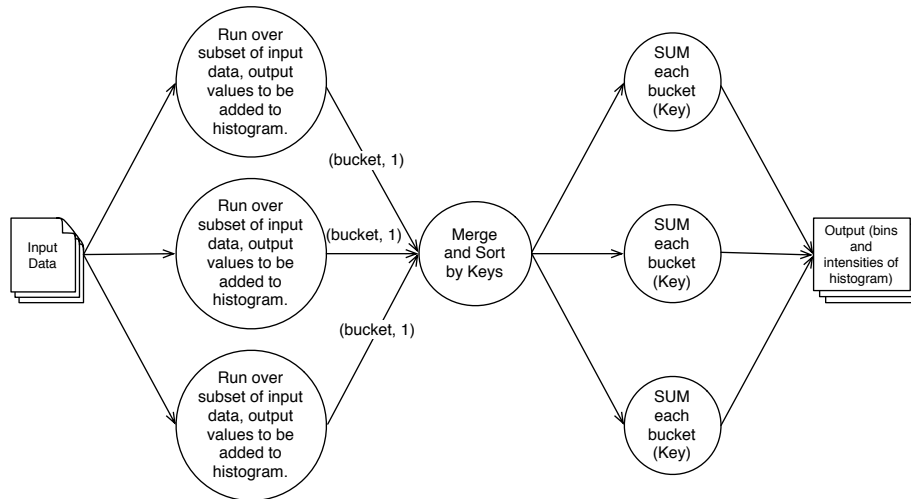 Input
Data
Run over
subset of input
data, output
values to be
added to
histogram.
(bucket, 1)
Run over
subset of input
data, output
values to be
added to
histogram.
(bucket, 1)
Run over
subset of input
data, output
values to be
added to
histogram.
(bucket, 1)
Merge
and Sort
by Keys
SUM
each
bucket
(Key)
SUM
each
bucket
(Key)
SUM
each
bucket
(Key)
Output (bins
and
intensities of
histogram)